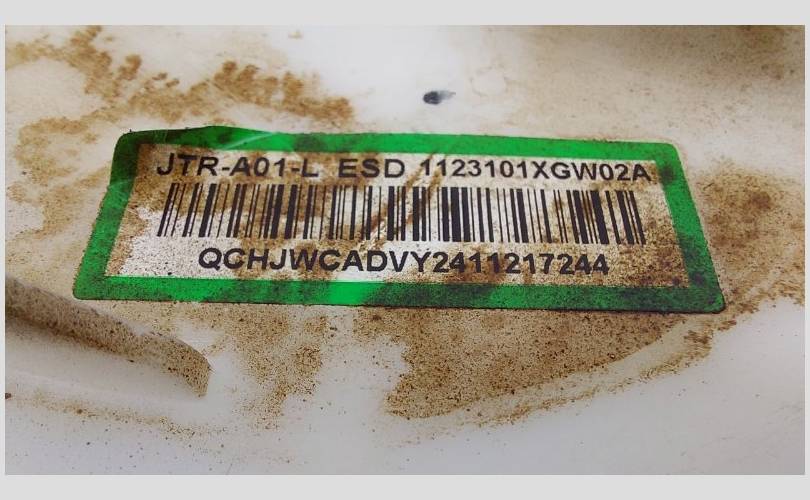 JTR-A01-L ESD 1123101XGW02A
QCHJWCADVY2411217244